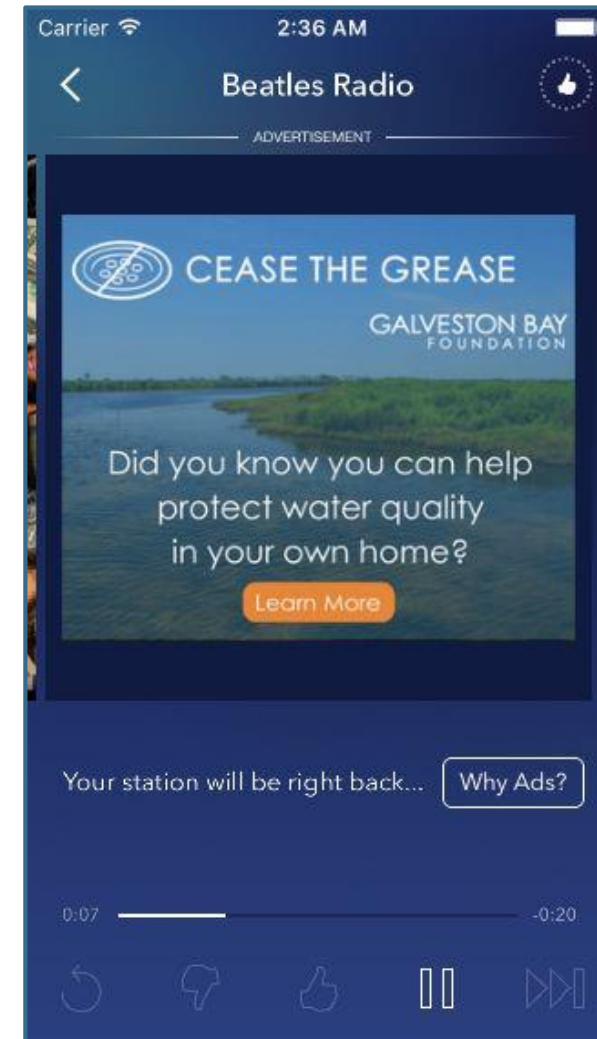 Carrier 2:36 AM
Beatles Radio
ADVERTISEMENT
CEASE THE GREASE
GALVESTON BAY
FOUNDATION
Did you know you can help
protect water quality
in your own home?
Learn More
Your station will be right back... Why Ads?
0:07 -0:20